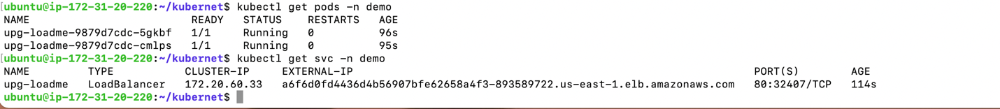 [ubuntu@ip-172-31-20-220:~/kubernet$ kubectl get pods -n demo
NAME                         READY   STATUS    RESTARTS   AGE
upg-loadme-9879d7cdc-5gkbf   1/1     Running   0          96s
upg-loadme-9879d7cdc-cmlps   1/1     Running   0          95s
[ubuntu@ip-172-31-20-220:~/kubernet$ kubectl get svc -n demo
NAME         TYPE           CLUSTER-IP     EXTERNAL-IP                                                              PORT(S)        AGE
upg-loadme   LoadBalancer   172.20.60.33   a6f6d0fd4436d4b56907bfe62658a4f3-893589722.us-east-1.elb.amazonaws.com   80:32407/TCP   114s
ubuntu@ip-172-31-20-220:~/kubernet$